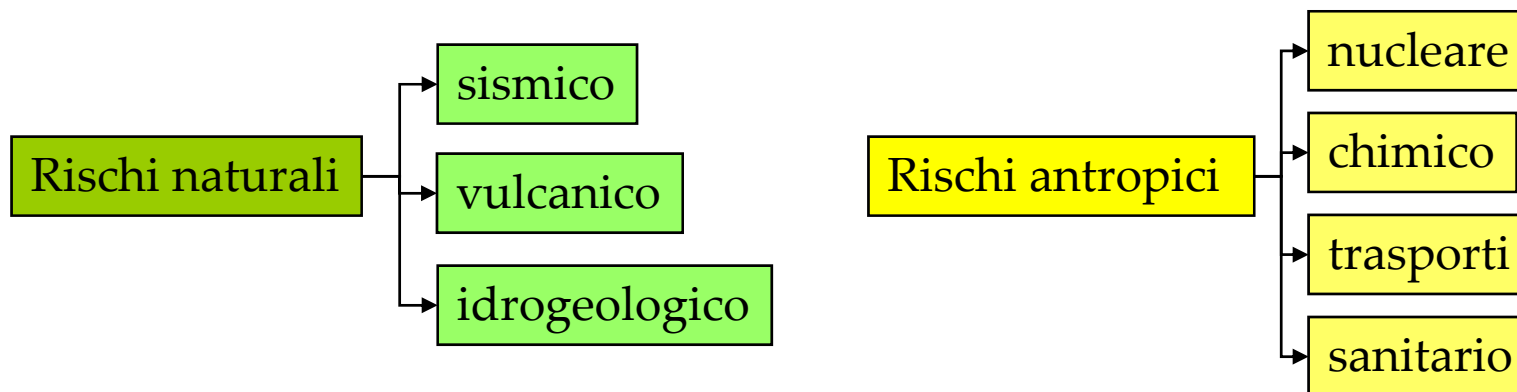 Rischi naturali
sismico
vulcanico
idrogeologico
Rischi antropici
nucleare
chimico
trasporti
sanitario